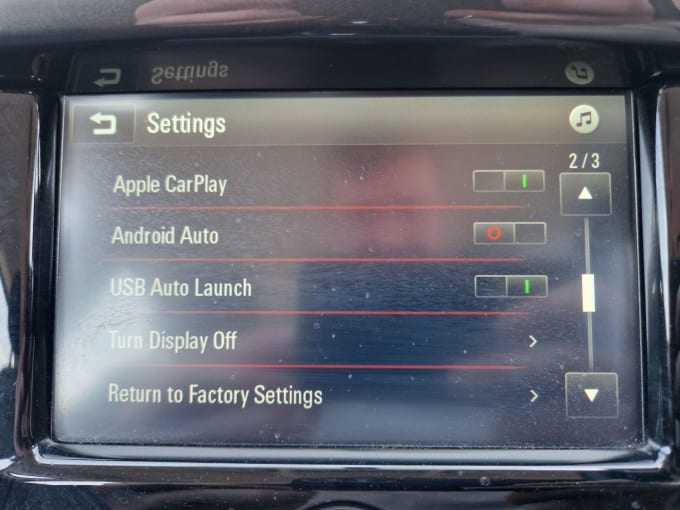 Settings
2/3
Apple CarPlay
Android Auto
USB Auto Launch
Turn Display Off
Return to Factory Settings